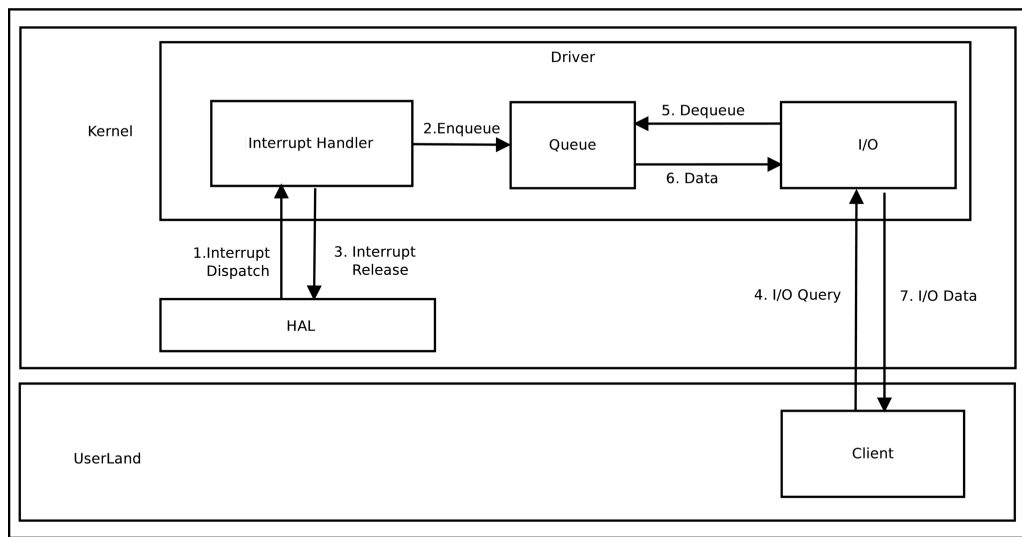 Driver
Kernel
Interrupt Handler
2.Enqueue
Queue
5. Dequeue
6. Data
I/O
1.Interrupt
Dispatch
3. Interrupt
Release
HAL
4. I/O Query
7. I/O Data
UserLand
Client